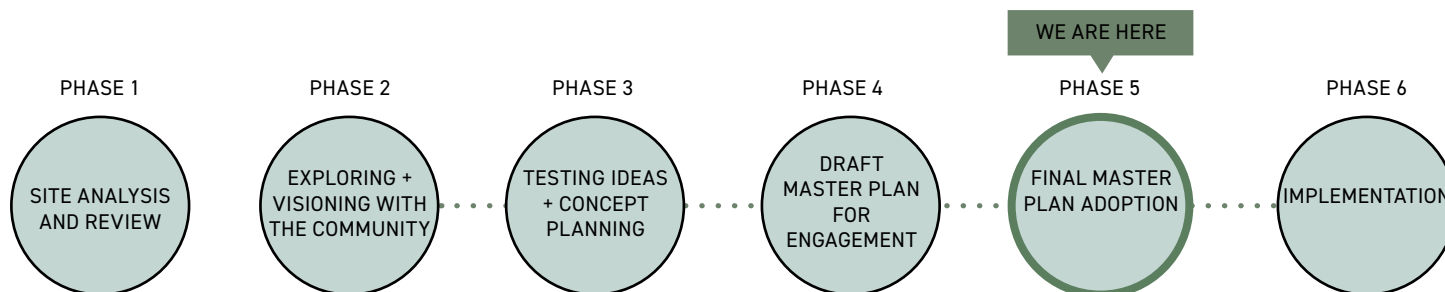 WE ARE HERE
PHASE 1
SITE ANALYSIS
AND REVIEW
PHASE 2
EXPLORING +
VISIONING WITH
THE COMMUNITY
PHASE 3
TESTING IDEAS
+ CONCEPT
PLANNING
PHASE 4
DRAFT
MASTER PLAN
FOR
ENGAGEMENT
PHASE 5
FINAL MASTER
PLAN ADOPTION
PHASE 6
IMPLEMENTATION